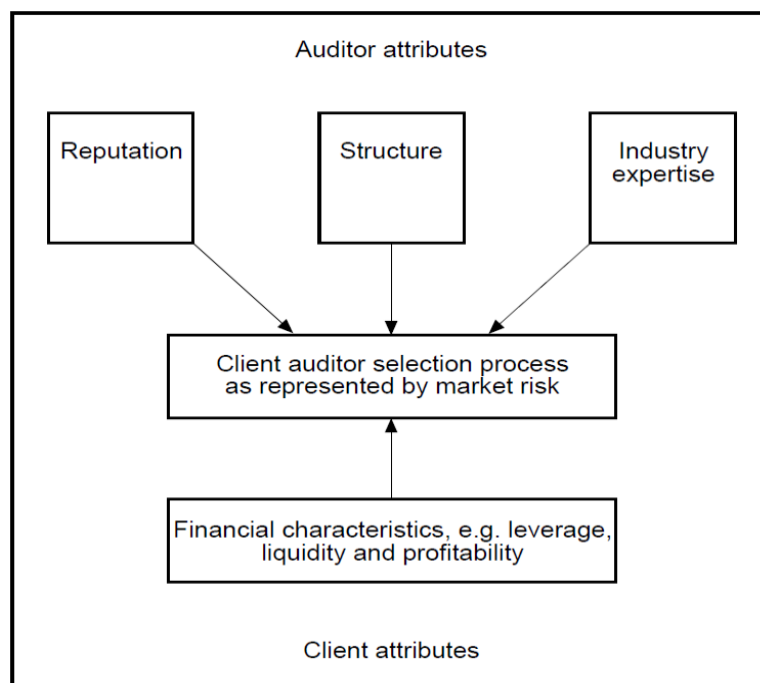 Auditor attributes
Reputation
Structure
Industry
expertise
Client auditor selection process
as represented by market risk
Financial characteristics, e.g. leverage,
liquidity and profitability
Client attributes